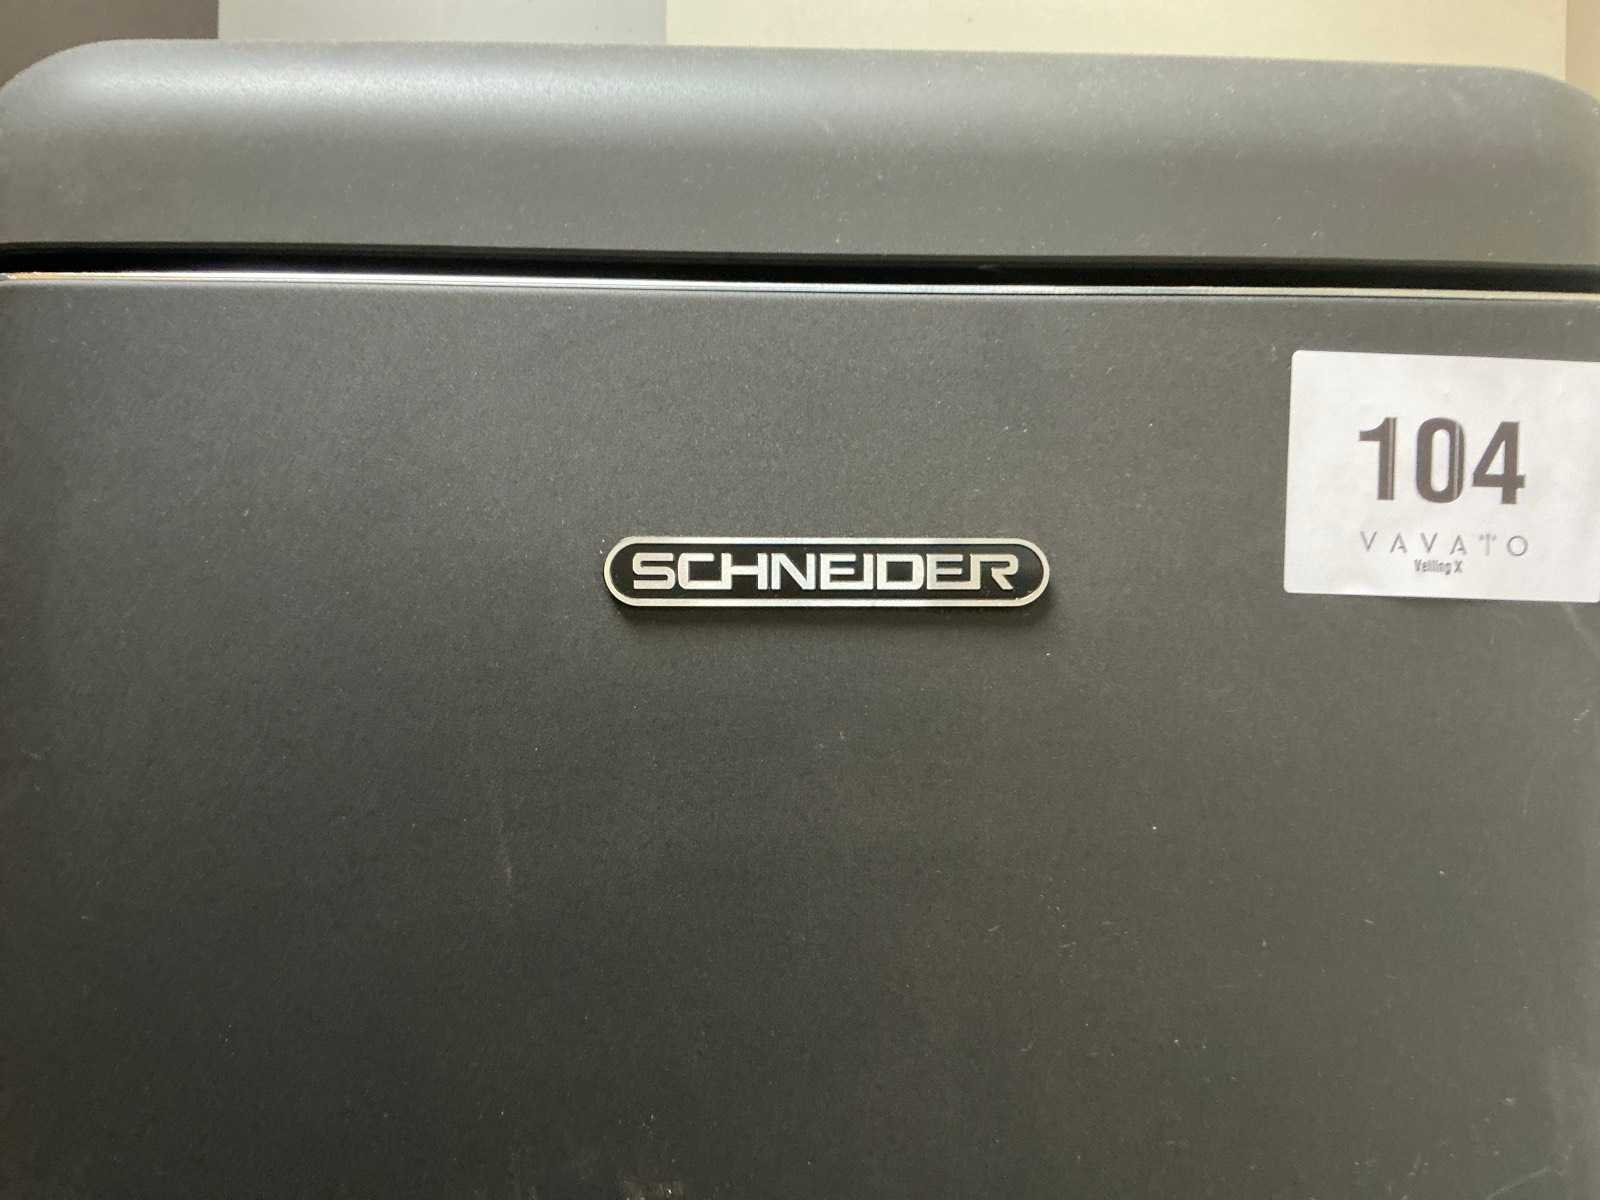 SCHNEIDER
104
VAVATO
Veiling X